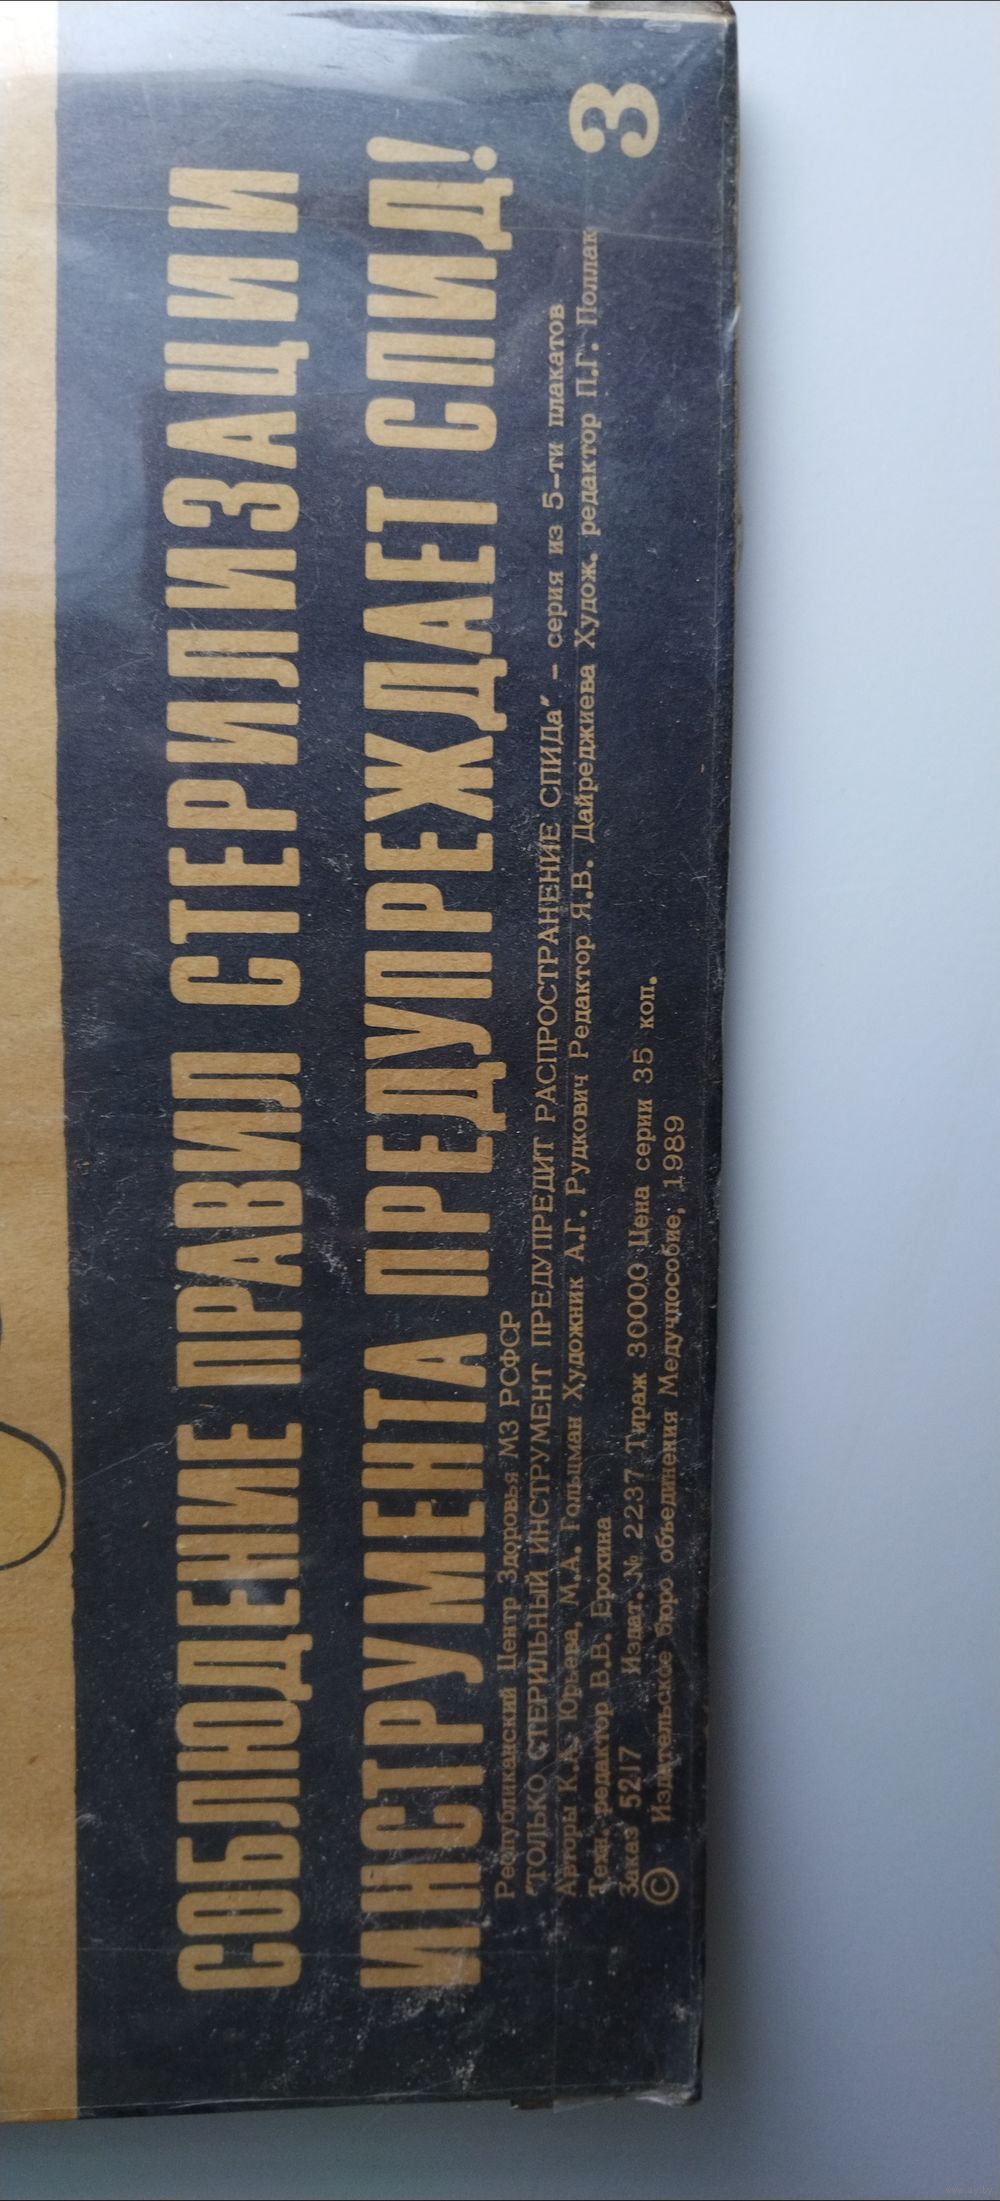 СОБЛЮДЕНИЕ ПРАВИЛ СТЕРИЛИЗАЦИИ
ИНСТРУМЕНТА ПРЕДУПРЕЖДАЕТ СПИД!
Республиканский Центр Здоровья МЗ РСФСР
"ТОЛЬКО СТЕРИЛЬНЫЙ ИНСТРУМЕНТ ПРЕДУПРЕДИТ РАСПРОСТРАНЕНИЕ СПИДа" - серия из 5-ти плакатов
Авторы К.А. Юрьева, М.А. Гольцман Художник А.Г. Рудкович Редактор Я.В. Дайреджиева Худож. редактор П.Г. Поллак
Техн. редактор В.В. Ерохина
Заказ 5217 Издат. № 2237 Тираж 30000 Цена серии 35 коп.
© Издательское бюро объединения Медучпособие, 1989
3